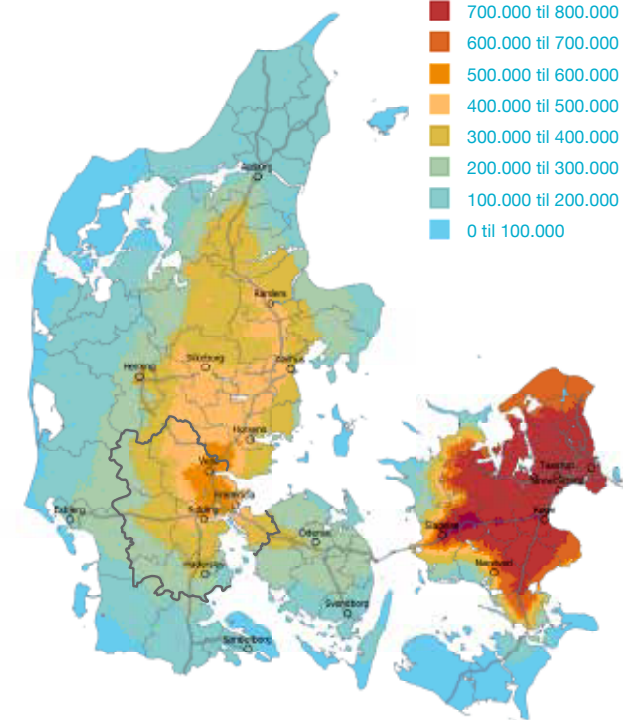 700.000 til 800.000
600.000 til 700.000
500.000 til 600.000
400.000 til 500.000
300.000 til 400.000
200.000 til 300.000
100.000 til 200.000
0 til 100.000
Aalborg
Randers
Silkeborg
Aarhus
Herning
Horsens
Vejle
Fredericia
Kolding
Esbjerg
Odense
Haderslev
Svendborg
Sønderborg
Taastrup
Køge
Slagelse
Næstved